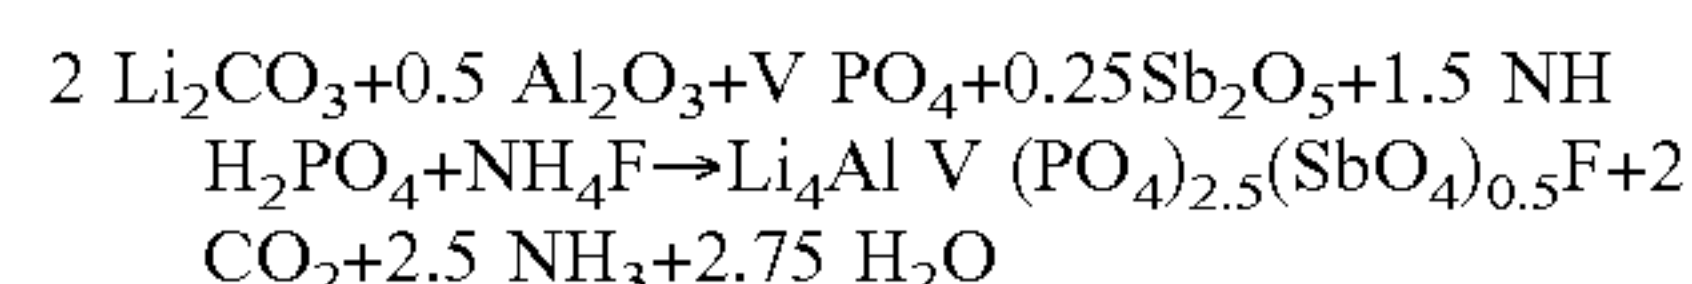 2 Li₂CO₃+0.5 Al₂O₃+V PO₄+0.25Sb₂O₅+1.5 NH
H₂PO₄+NH₄F→Li₄Al V (PO₄)₂.₅(SbO₄)₀.₅F+2
CO₂+2.5 NH₃+2.75 H₂O